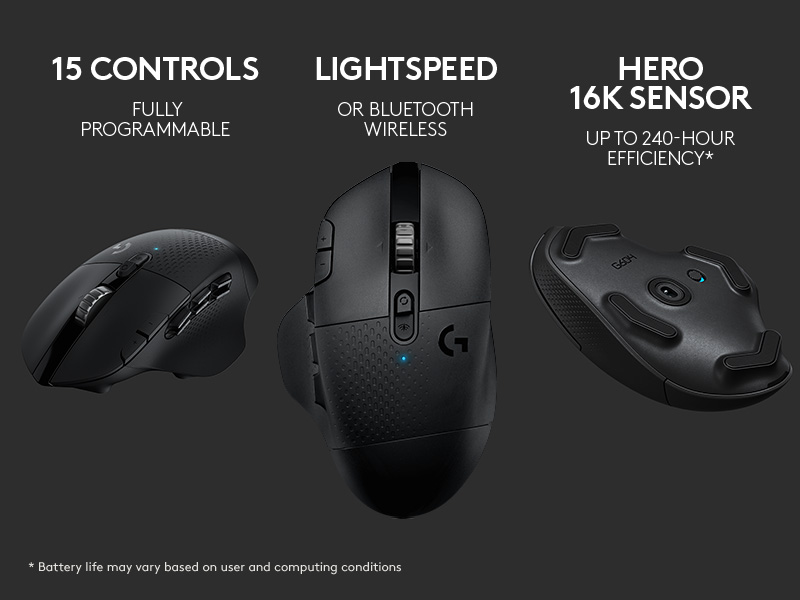 15 CONTROLS
FULLY
PROGRAMMABLE
LIGHTSPEED
OR BLUETOOTH
WIRELESS
HERO
16K SENSOR
UP TO 240-HOUR
EFFICIENCY*
G604
* Battery life may vary based on user and computing conditions